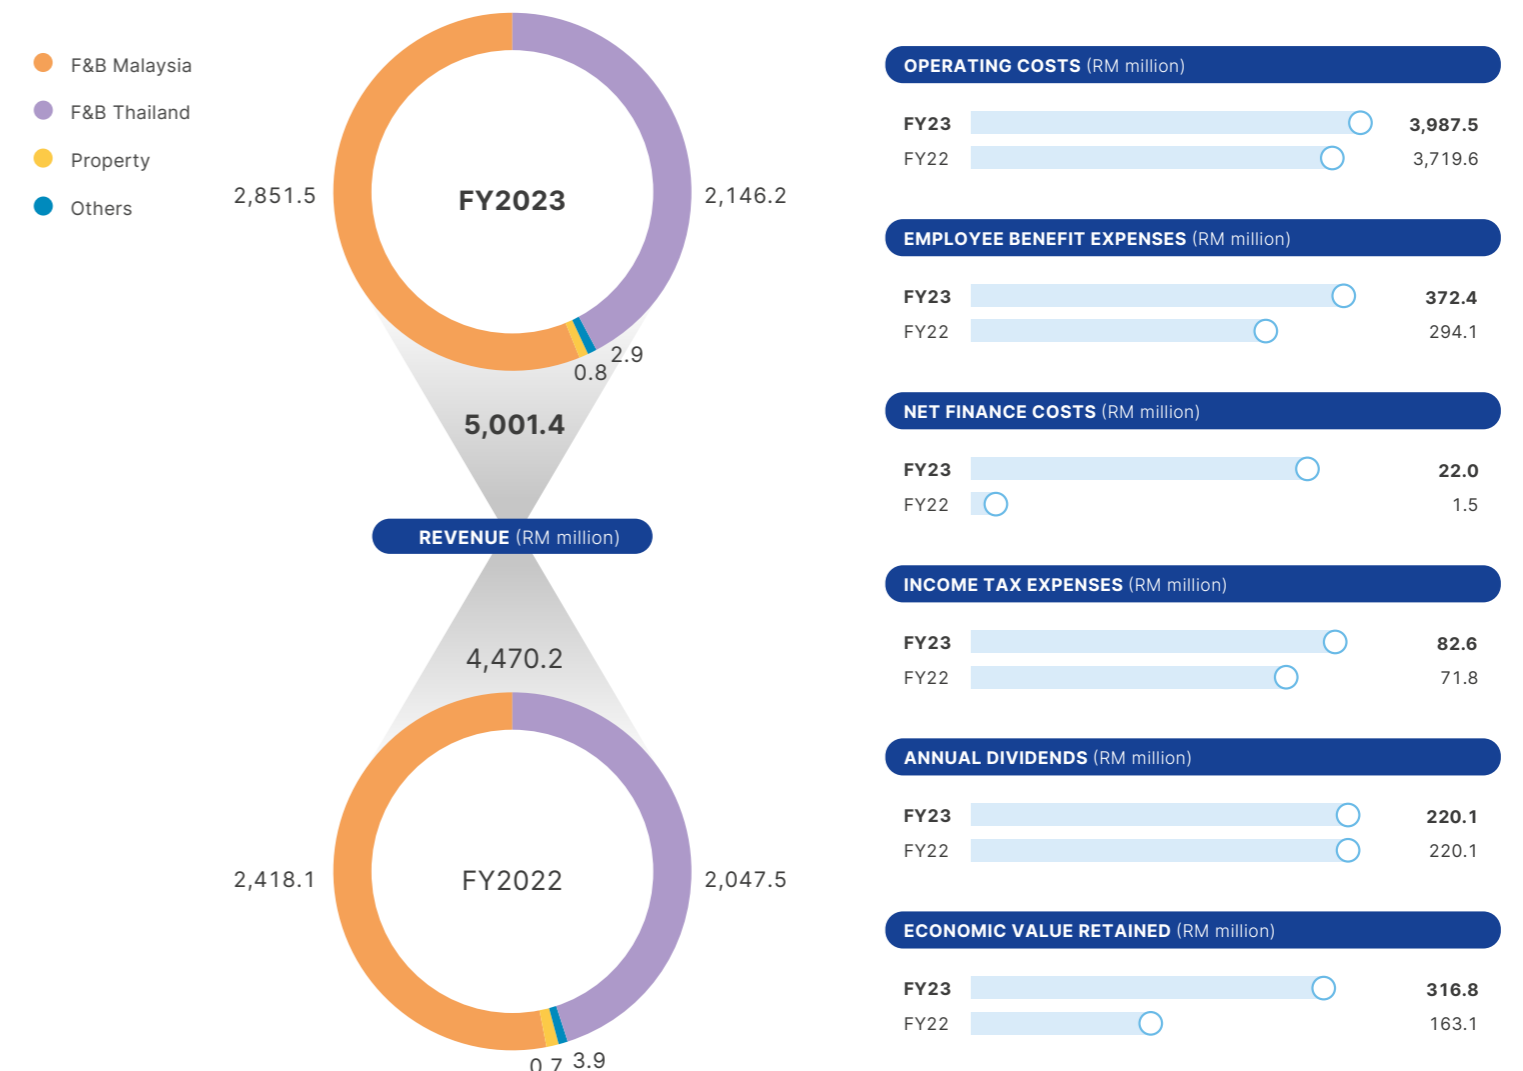 F&B Malaysia
F&B Thailand
Property
Others
2,851.5
FY2023
2,146.2
2.9
0.8
5,001.4
REVENUE (RM million)
4,470.2
2,418.1
FY2022
2,047.5
0.7
3.9
OPERATING COSTS (RM million)
FY23 3,987.5
FY22 3,719.6
EMPLOYEE BENEFIT EXPENSES (RM million)
FY23 372.4
FY22 294.1
NET FINANCE COSTS (RM million)
FY23 22.0
FY22 1.5
INCOME TAX EXPENSES (RM million)
FY23 82.6
FY22 71.8
ANNUAL DIVIDENDS (RM million)
FY23 220.1
FY22 220.1
ECONOMIC VALUE RETAINED (RM million)
FY23 316.8
FY22 163.1